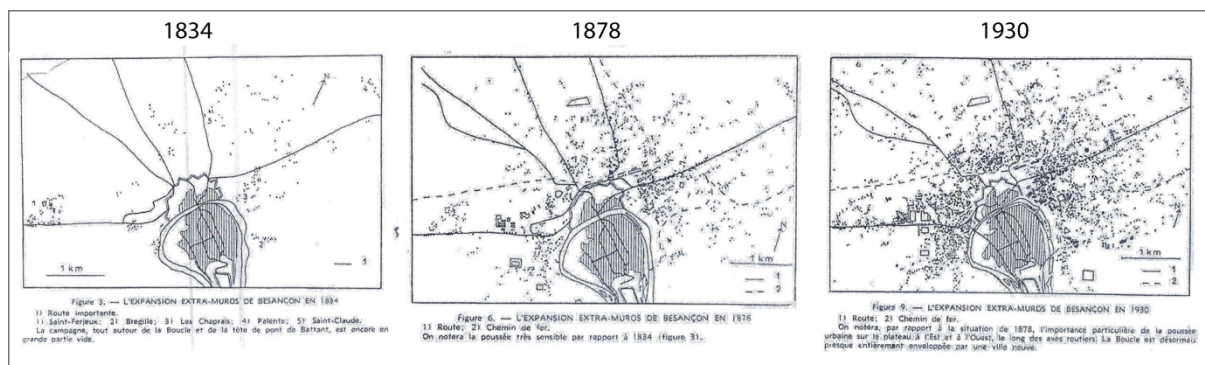 1834
1878
1930
N
1
5
4
3
2
1 km
1
N
1 km
1
2
1 km
1
2
Figure 3. — L'EXPANSION EXTRA-MUROS DE BESANÇON EN 1834
1) Route importante.
1) Saint-Ferjeux; 2) Bregille; 3) Les Chaprais; 4) Palente; 5) Saint-Claude.
La campagne, tout autour de la Boucle et de la tête de pont de Battant, est encore en
grande partie vide.
Figure 6. — L'EXPANSION EXTRA-MUROS DE BESANÇON EN 1878
1) Route; 2) Chemin de fer.
On notera la poussée très sensible par rapport à 1834 (figure 3).
Figure 9. — L'EXPANSION EXTRA-MUROS DE BESANÇON EN 1930
1) Route; 2) Chemin de fer.
On notera, par rapport à la situation de 1878, l'importance particulière de la poussée
urbaine sur le plateau à l'Est et à l'Ouest, le long des axes routiers. La Boucle est désormais
presque entièrement enveloppée par une ville neuve.